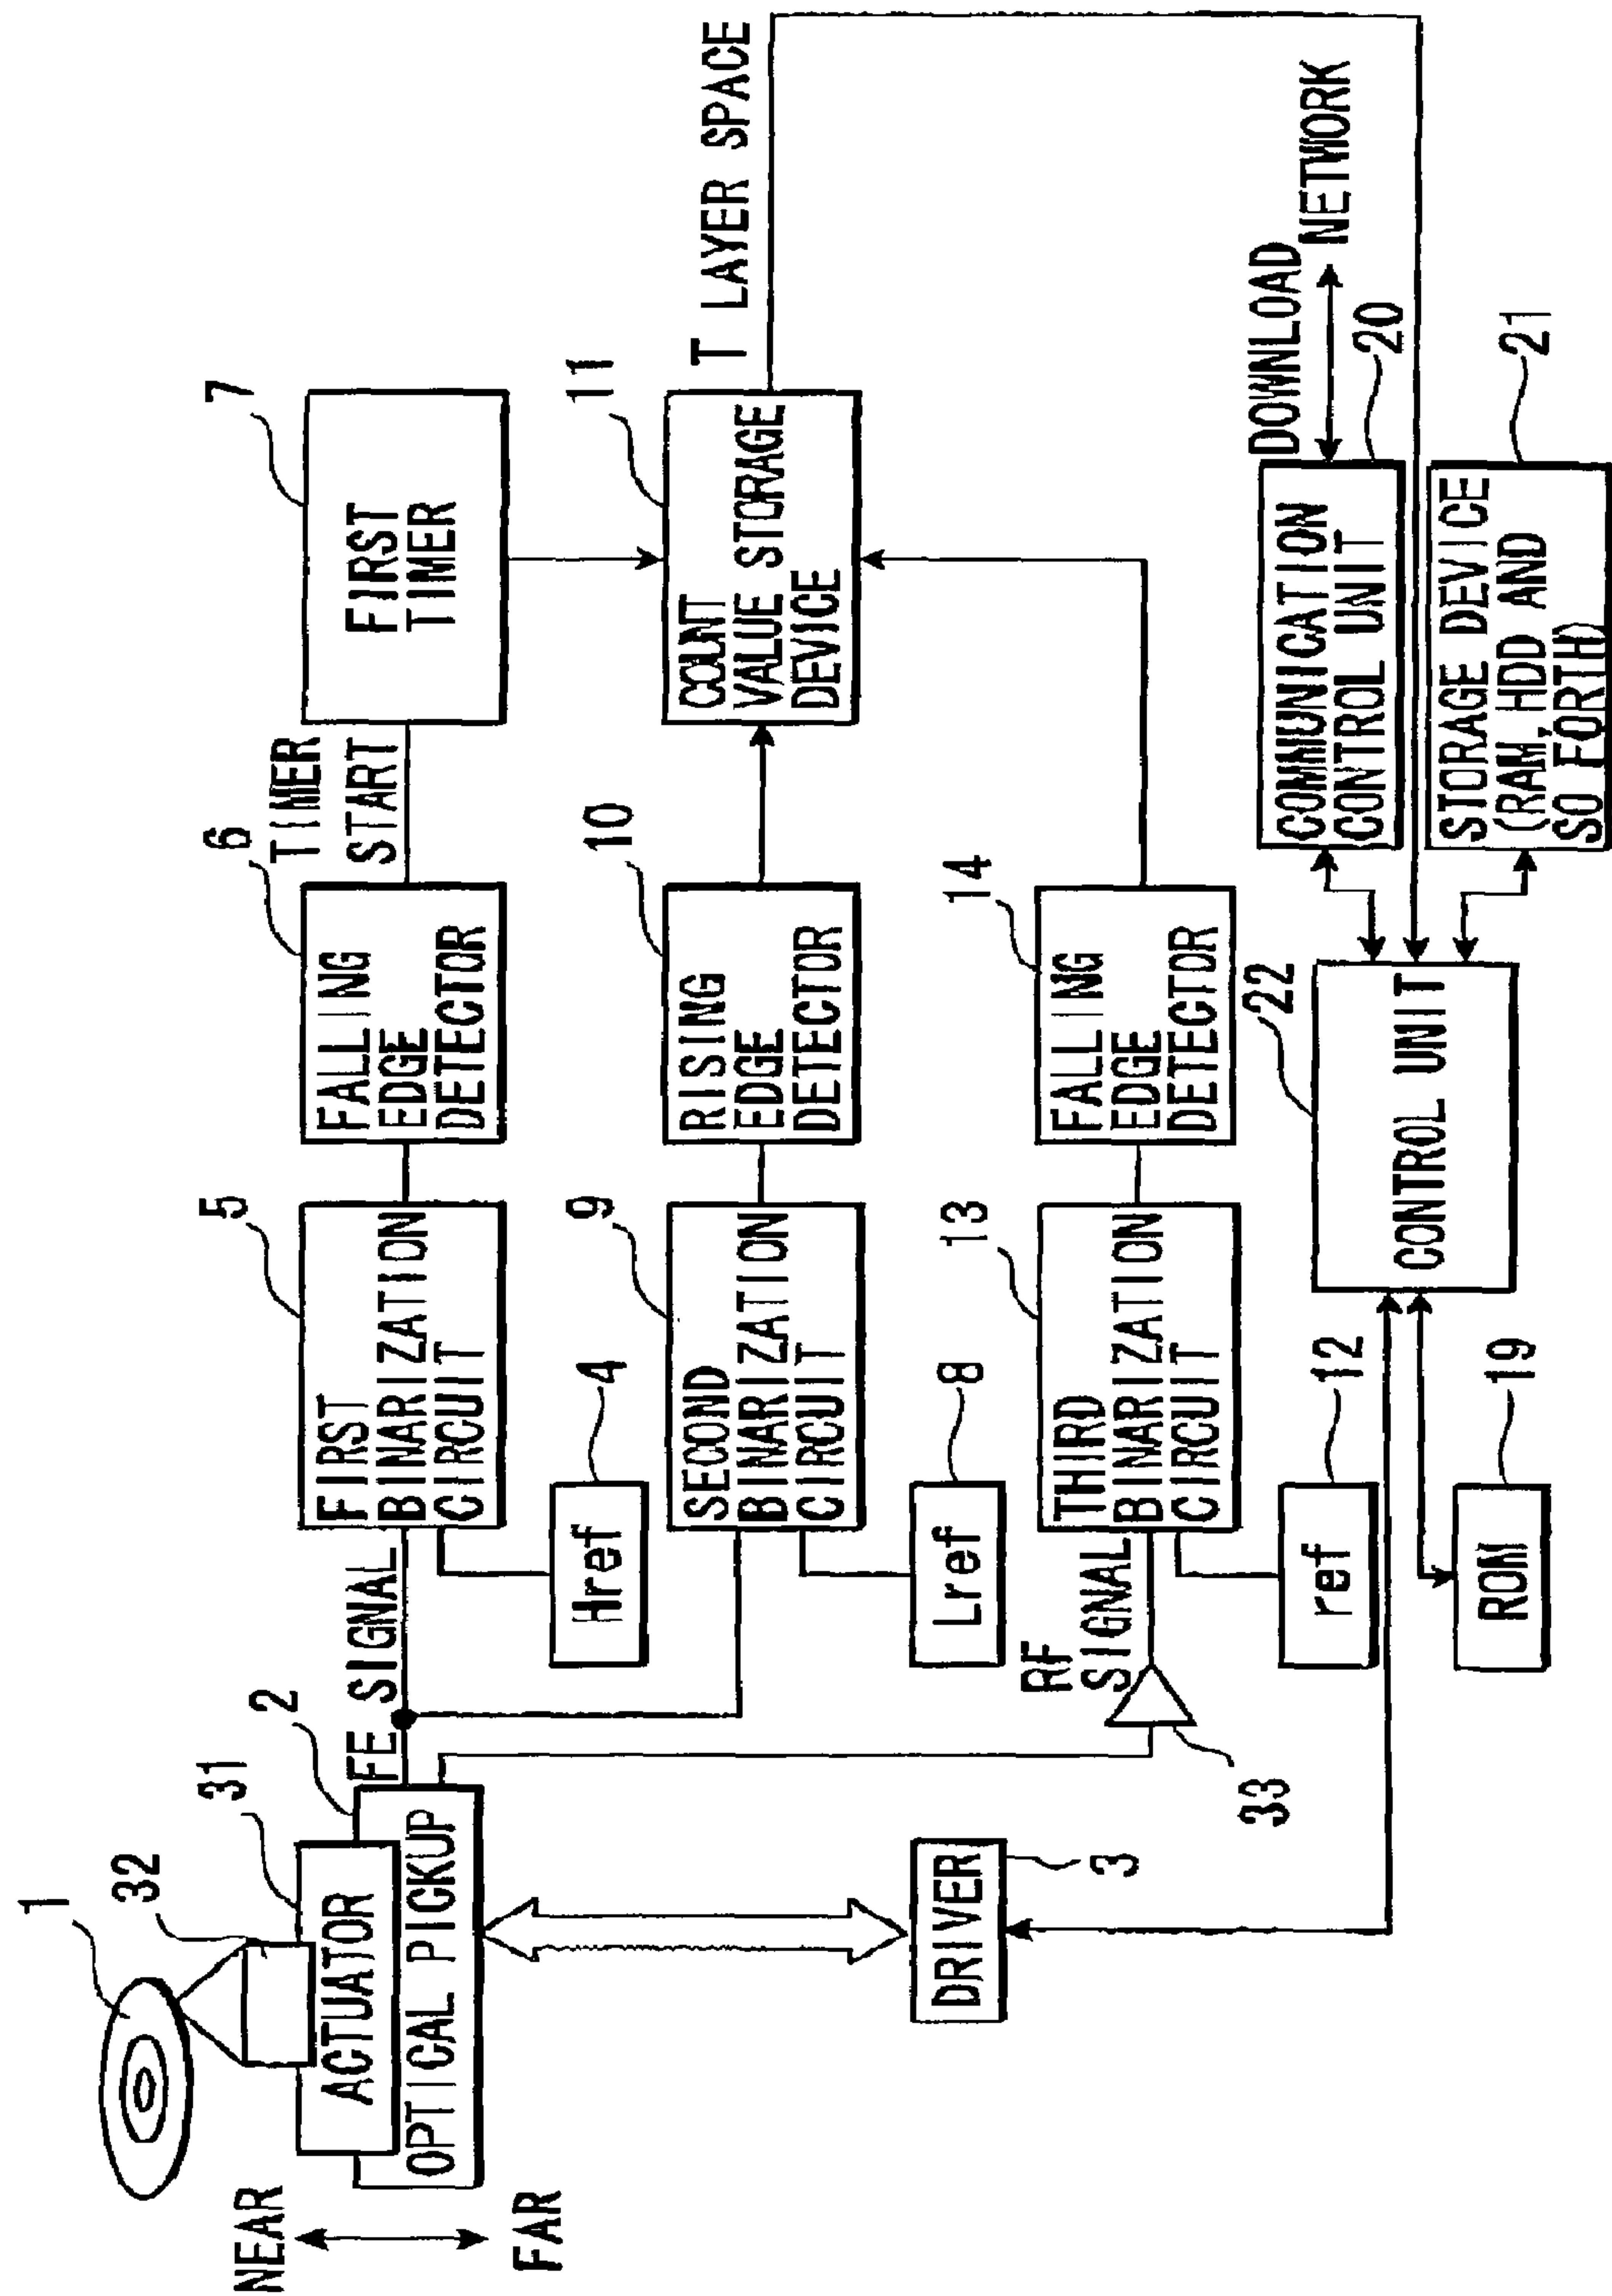 1
32
31
2
NEAR
FAR
ACTUATOR
OPTICAL PICKUP
FE SIGNAL
5
FIRST
BINARIZATION
CIRCUIT
4
Href
6
FALLING
EDGE
DETECTOR
TIMER
START
7
FIRST
TIMER
9
SECOND
BINARIZATION
CIRCUIT
8
Lref
10
RISING
EDGE
DETECTOR
11
COUNT
VALUE STORAGE
DEVICE
T LAYER SPACE
DRIVER
3
33
RF
SIGNAL
13
THIRD
BINARIZATION
CIRCUIT
12
ref
14
FALLING
EDGE
DETECTOR
19
ROM
22
CONTROL UNIT
DOWNLOAD
NETWORK
20
COMMUNICATION
CONTROL UNIT
21
STORAGE DEVICE
(RAM,HDD AND
SO FORTH)